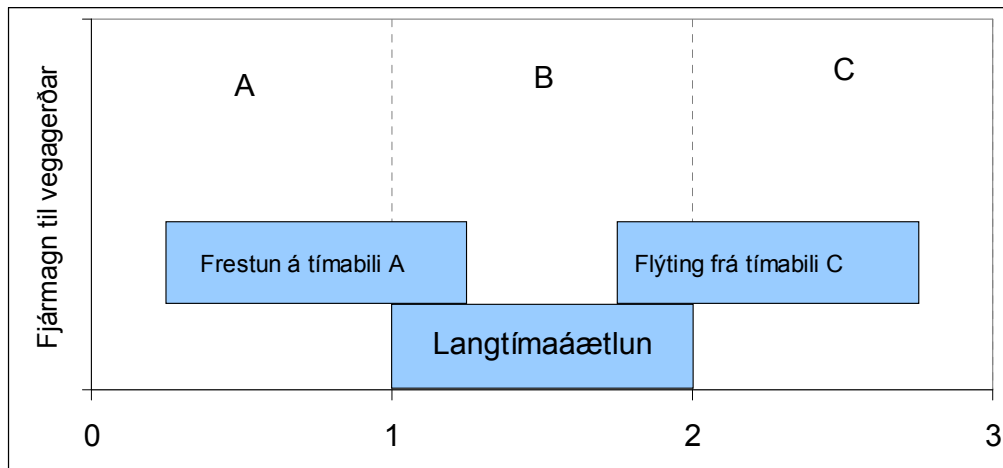 Fjármagn til vegagerðar
A
B
C
Frestun á tímabili A
Flýting frá tímabili C
Langtímaáætlun
0
1
2
3